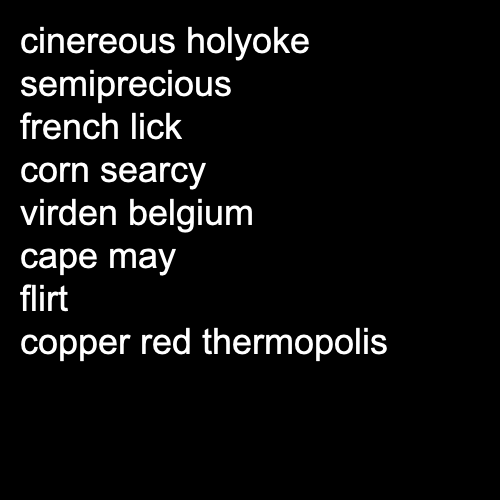 cinereous holyoke
semiprecious
french lick
corn searcy
virden belgium
cape may
flirt
copper red thermopolis